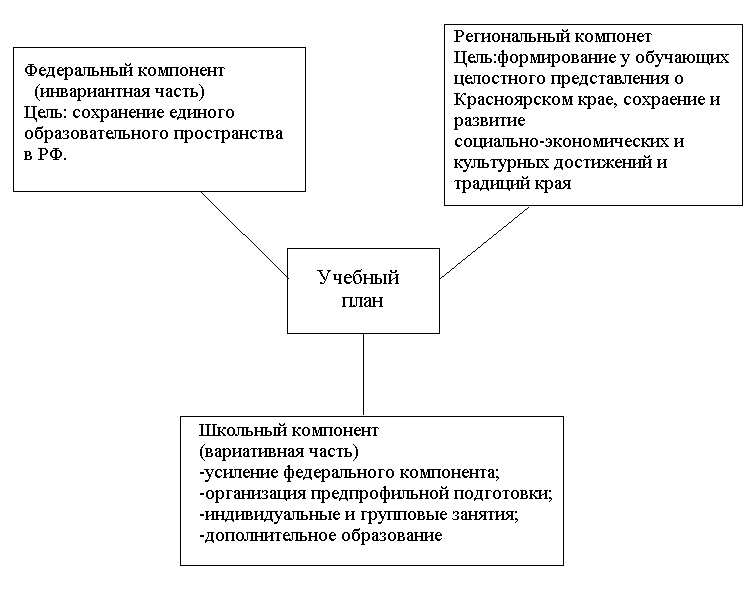 Федеральный компонент
(инвариантная часть)
Цель: сохранение единого
образовательного пространства
в РФ.
Региональный компонет
Цель:формирование у обучающих
целостного представления о
Красноярском крае, сохраение и
развитие
социально-экономических и
культурных достижений и
традиций края
Учебный
план
Школьный компонент
(вариативная часть)
-усиление федерального компонента;
-организация предпрофильной подготовки;
-индивидуальные и групповые занятия;
-дополнительное образование